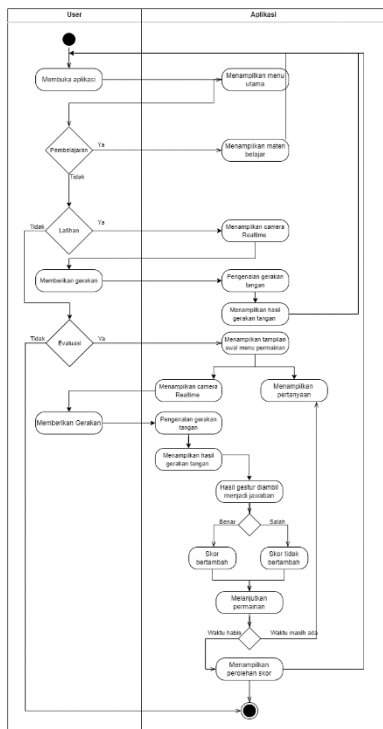 User
Aplikasi
Membuka aplikasi
Menampilkan menu
utama
Pembelajaran
Ya
Menampilkan materi
belajar
Tidak
Tidak
Latihan
Ya
Menampilkan camera
Realtime
Memberikan gerakan
Pengenalan gerakan
tangan
Menampilkan hasil
gerakan tangan
Tidak
Evaluasi
Ya
Menampilkan tampilan
awal menu permainan
Menampilkan camera
Realtime
Menampilkan
pertanyaan
Memberikan Gerakan
Pengenalan gerakan
tangan
Menampilkan hasil
gerakan tangan
Hasil gestur diambil
menjadi jawaban
Benar
Salah
Skor
bertambah
Skor tidak
bertambah
Melanjutkan
permainan
Waktu habis
Waktu masih ada
Menampilkan
perolehan skor